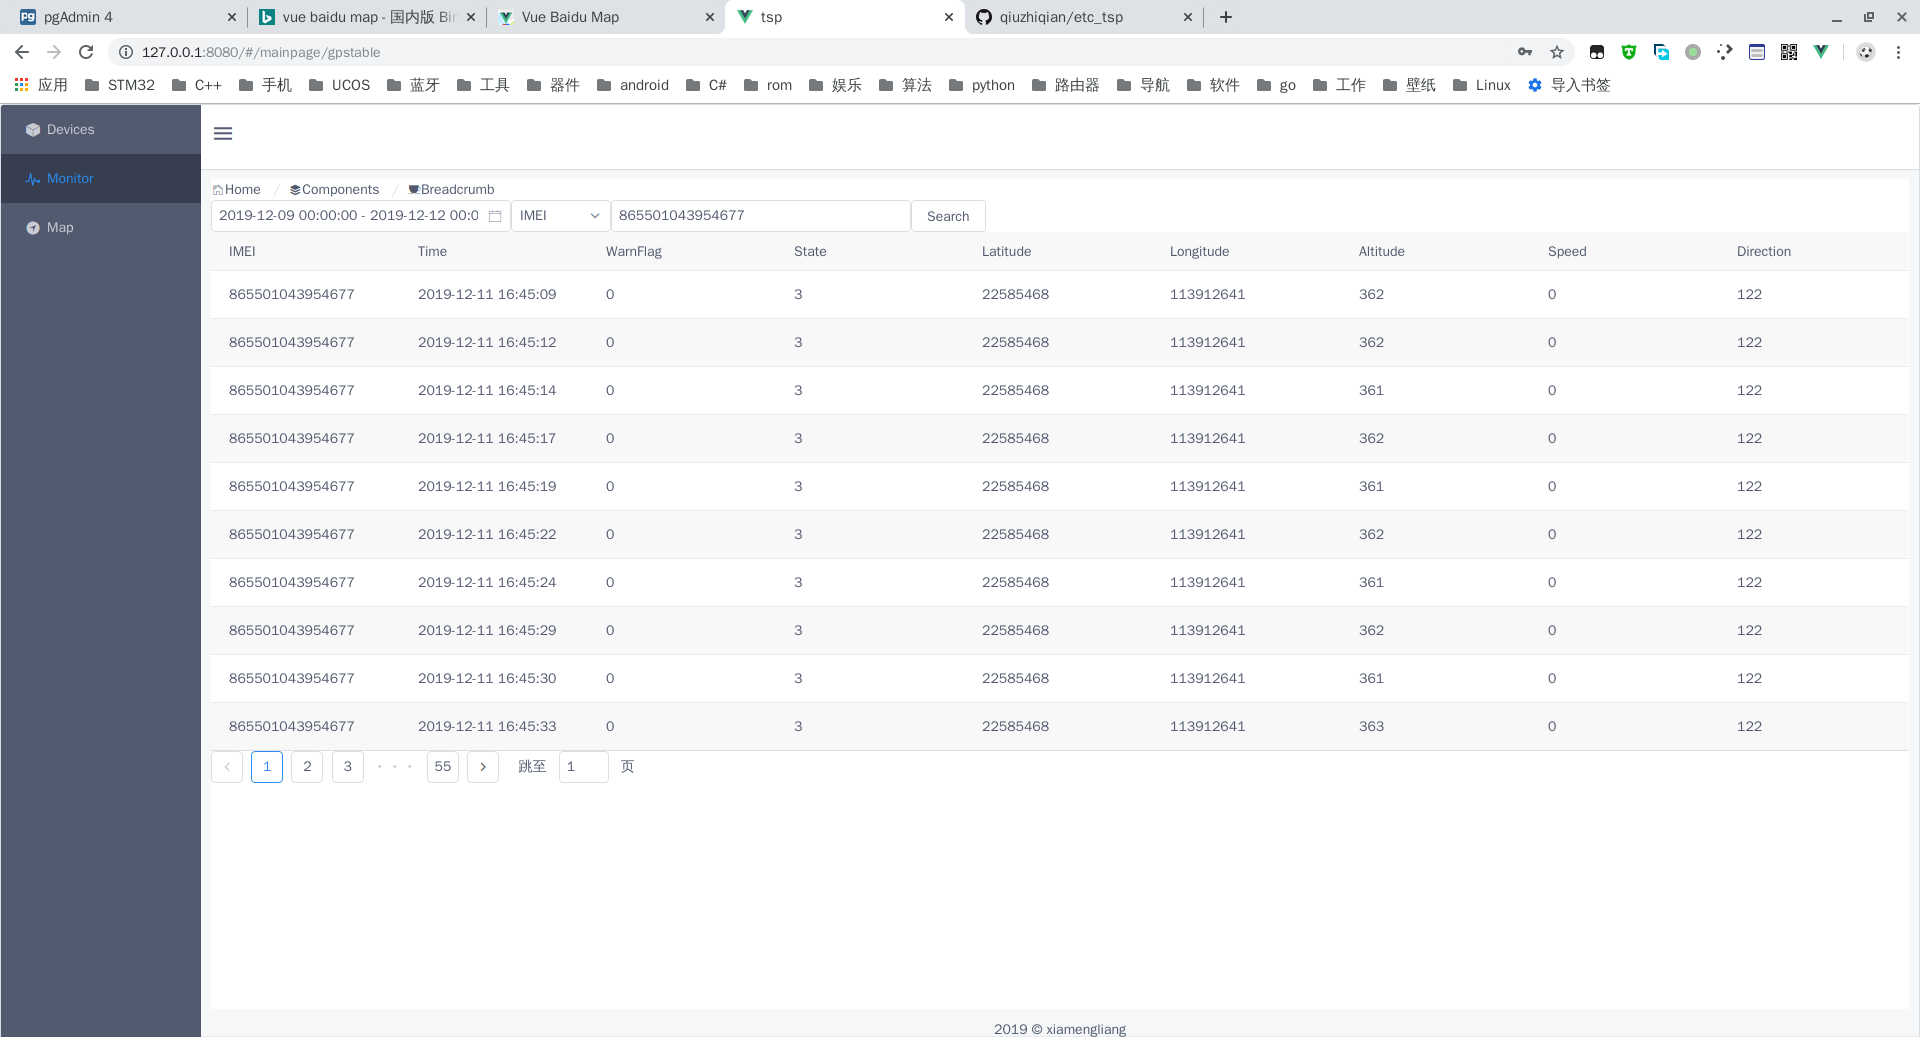 pgAdmin 4 vue baidu map - 国内版 Bin Vue Baidu Map tsp qiuzhiqian/etc_tsp
127.0.0.1:8080/#/mainpage/gpstable
应用 STM32 C++ 手机 UCOS 蓝牙 工具 器件 android C# rom 娱乐 算法 python 路由器 导航 软件 go 工作 壁纸 Linux 导入书签
Devices
Monitor
Map
Home / Components / Breadcrumb
2019-12-09 00:00:00 - 2019-12-12 00:0 IMEI 865501043954677 Search
IMEI Time WarnFlag State Latitude Longitude Altitude Speed Direction
865501043954677 2019-12-11 16:45:09 0 3 22585468 113912641 362 0 122
865501043954677 2019-12-11 16:45:12 0 3 22585468 113912641 362 0 122
865501043954677 2019-12-11 16:45:14 0 3 22585468 113912641 361 0 122
865501043954677 2019-12-11 16:45:17 0 3 22585468 113912641 362 0 122
865501043954677 2019-12-11 16:45:19 0 3 22585468 113912641 361 0 122
865501043954677 2019-12-11 16:45:22 0 3 22585468 113912641 362 0 122
865501043954677 2019-12-11 16:45:24 0 3 22585468 113912641 361 0 122
865501043954677 2019-12-11 16:45:29 0 3 22585468 113912641 362 0 122
865501043954677 2019-12-11 16:45:30 0 3 22585468 113912641 361 0 122
865501043954677 2019-12-11 16:45:33 0 3 22585468 113912641 363 0 122
1 2 3 ••• 55 跳至 1 页
2019 © xiamengliang